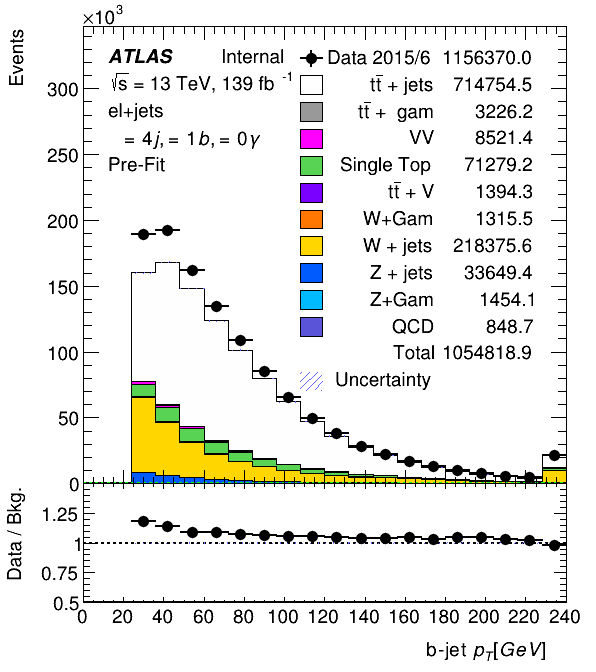 ×10³
Events
ATLAS Internal
√s = 13 TeV, 139 fb⁻¹
el+jets
= 4j, = 1b, = 0γ
Pre-Fit
Data 2015/6 1156370.0
tt̄ + jets 714754.5
tt̄ + gam 3226.2
VV 8521.4
Single Top 71279.2
tt̄ + V 1394.3
W+Gam 1315.5
W + jets 218375.6
Z + jets 33649.4
Z+Gam 1454.1
QCD 848.7
Total 1054818.9
Uncertainty
300
250
200
150
100
50
0
Data / Bkg.
1.25
1
0.75
0.5
0 20 40 60 80 100 120 140 160 180 200 220 240
b-jet p_T[GeV]